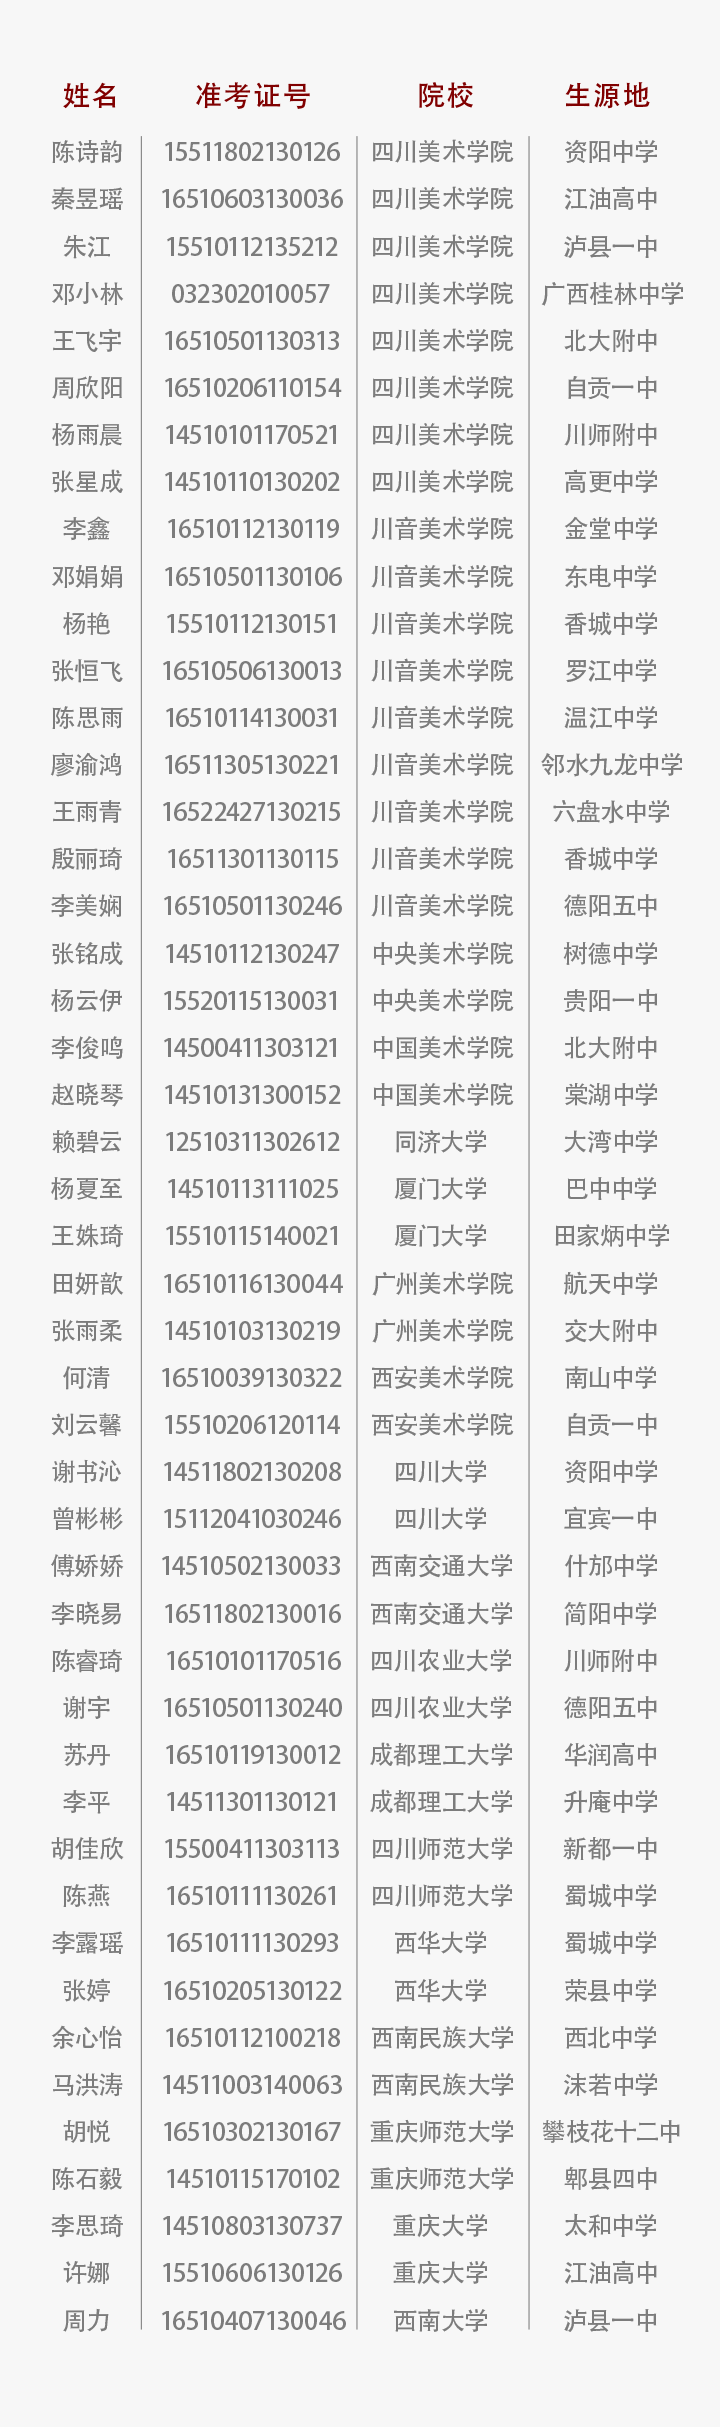 姓名 准考证号 院校 生源地
陈诗韵 15511802130126 四川美术学院 资阳中学
秦昱瑶 16510603130036 四川美术学院 江油高中
朱江 15510112135212 四川美术学院 泸县一中
邓小林 032302010057 四川美术学院 广西桂林中学
王飞宇 16510501130313 四川美术学院 北大附中
周欣阳 16510206110154 四川美术学院 自贡一中
杨雨晨 14510101170521 四川美术学院 川师附中
张星成 14510110130202 四川美术学院 高更中学
李鑫 16510112130119 川音美术学院 金堂中学
邓娟娟 16510501130106 川音美术学院 东电中学
杨艳 15510112130151 川音美术学院 香城中学
张恒飞 16510506130013 川音美术学院 罗江中学
陈思雨 16510114130031 川音美术学院 温江中学
廖渝鸿 16511305130221 川音美术学院 邻水九龙中学
王雨青 16522427130215 川音美术学院 六盘水中学
殷丽琦 16511301130115 川音美术学院 香城中学
李美娴 16510501130246 川音美术学院 德阳五中
张铭成 14510112130247 中央美术学院 树德中学
杨云伊 15520115130031 中央美术学院 贵阳一中
李俊鸣 14500411303121 中国美术学院 北大附中
赵晓琴 14510131300152 中国美术学院 棠湖中学
赖碧云 12510311302612 同济大学 大湾中学
杨夏至 14510113111025 厦门大学 巴中中学
王姝琦 15510115140021 厦门大学 田家炳中学
田妍歆 16510116130044 广州美术学院 航天中学
张雨柔 14510103130219 广州美术学院 交大附中
何清 16510039130322 西安美术学院 南山中学
刘云馨 15510206120114 西安美术学院 自贡一中
谢书沁 14511802130208 四川大学 资阳中学
曾彬彬 15112041030246 四川大学 宜宾一中
傅娇娇 14510502130033 西南交通大学 什邡中学
李晓易 16511802130016 西南交通大学 简阳中学
陈睿琦 16510101170516 四川农业大学 川师附中
谢宇 16510501130240 四川农业大学 德阳五中
苏丹 16510119130012 成都理工大学 华润高中
李平 14511301130121 成都理工大学 升庵中学
胡佳欣 15500411303113 四川师范大学 新都一中
陈燕 16510111130261 四川师范大学 蜀城中学
李露瑶 16510111130293 西华大学 蜀城中学
张婷 16510205130122 西华大学 荣县中学
余心怡 16510112100218 西南民族大学 西北中学
马洪涛 14511003140063 西南民族大学 沫若中学
胡悦 16510302130167 重庆师范大学 攀枝花十二中
陈石毅 14510115170102 重庆师范大学 郫县四中
李思琦 14510803130737 重庆大学 太和中学
许娜 15510606130126 重庆大学 江油高中
周力 16510407130046 西南大学 泸县一中